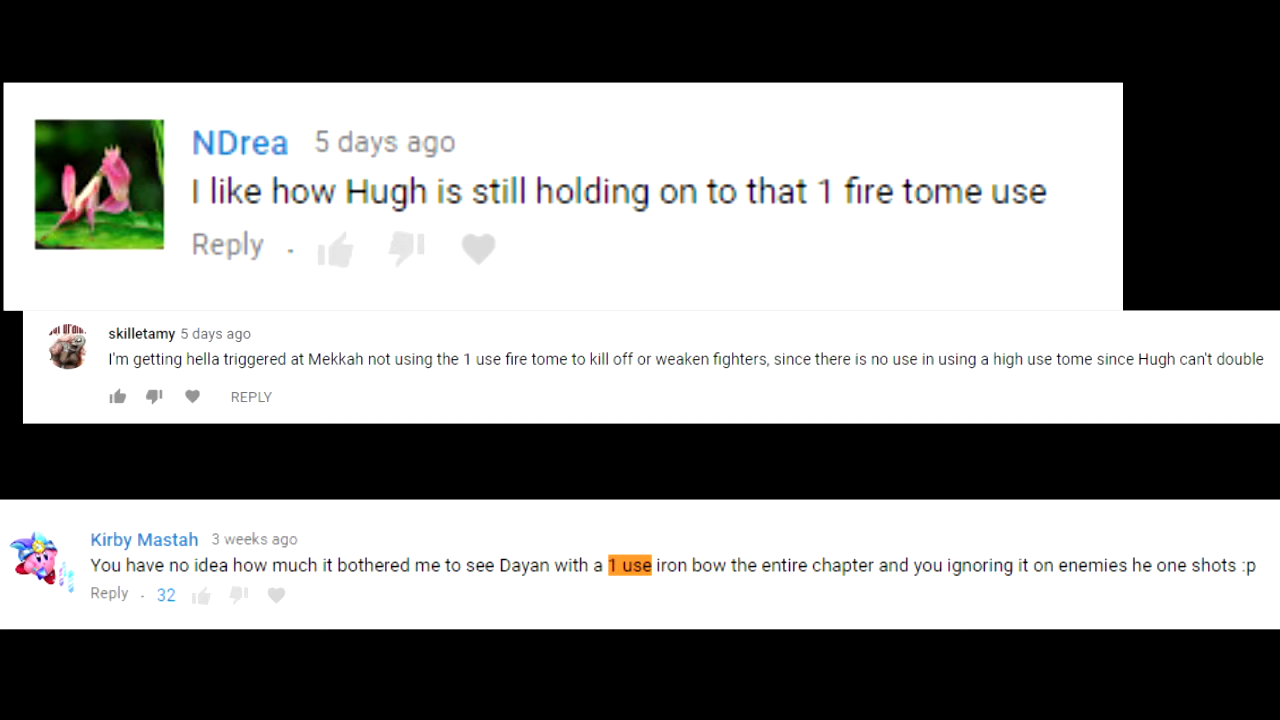 NDrea 5 days ago
I like how Hugh is still holding on to that 1 fire tome use
Reply .
skilletamy 5 days ago
I'm getting hella triggered at Mekkah not using the 1 use fire tome to kill off or weaken fighters, since there is no use in using a high use tome since Hugh can't double
REPLY
Kirby Mastah 3 weeks ago
You have no idea how much it bothered me to see Dayan with a 1 use iron bow the entire chapter and you ignoring it on enemies he one shots :p
Reply . 32